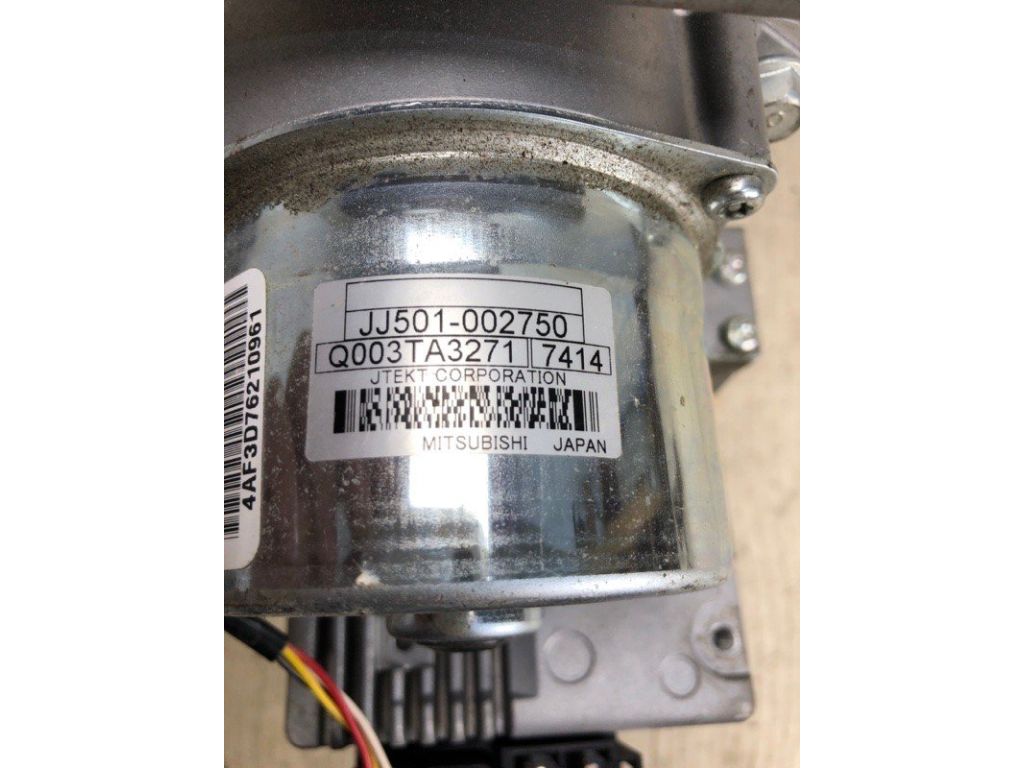 JJ501-002750
Q003TA3271 7414
JTEKT CORPORATION
MITSUBISHI JAPAN
4AF3D76210961